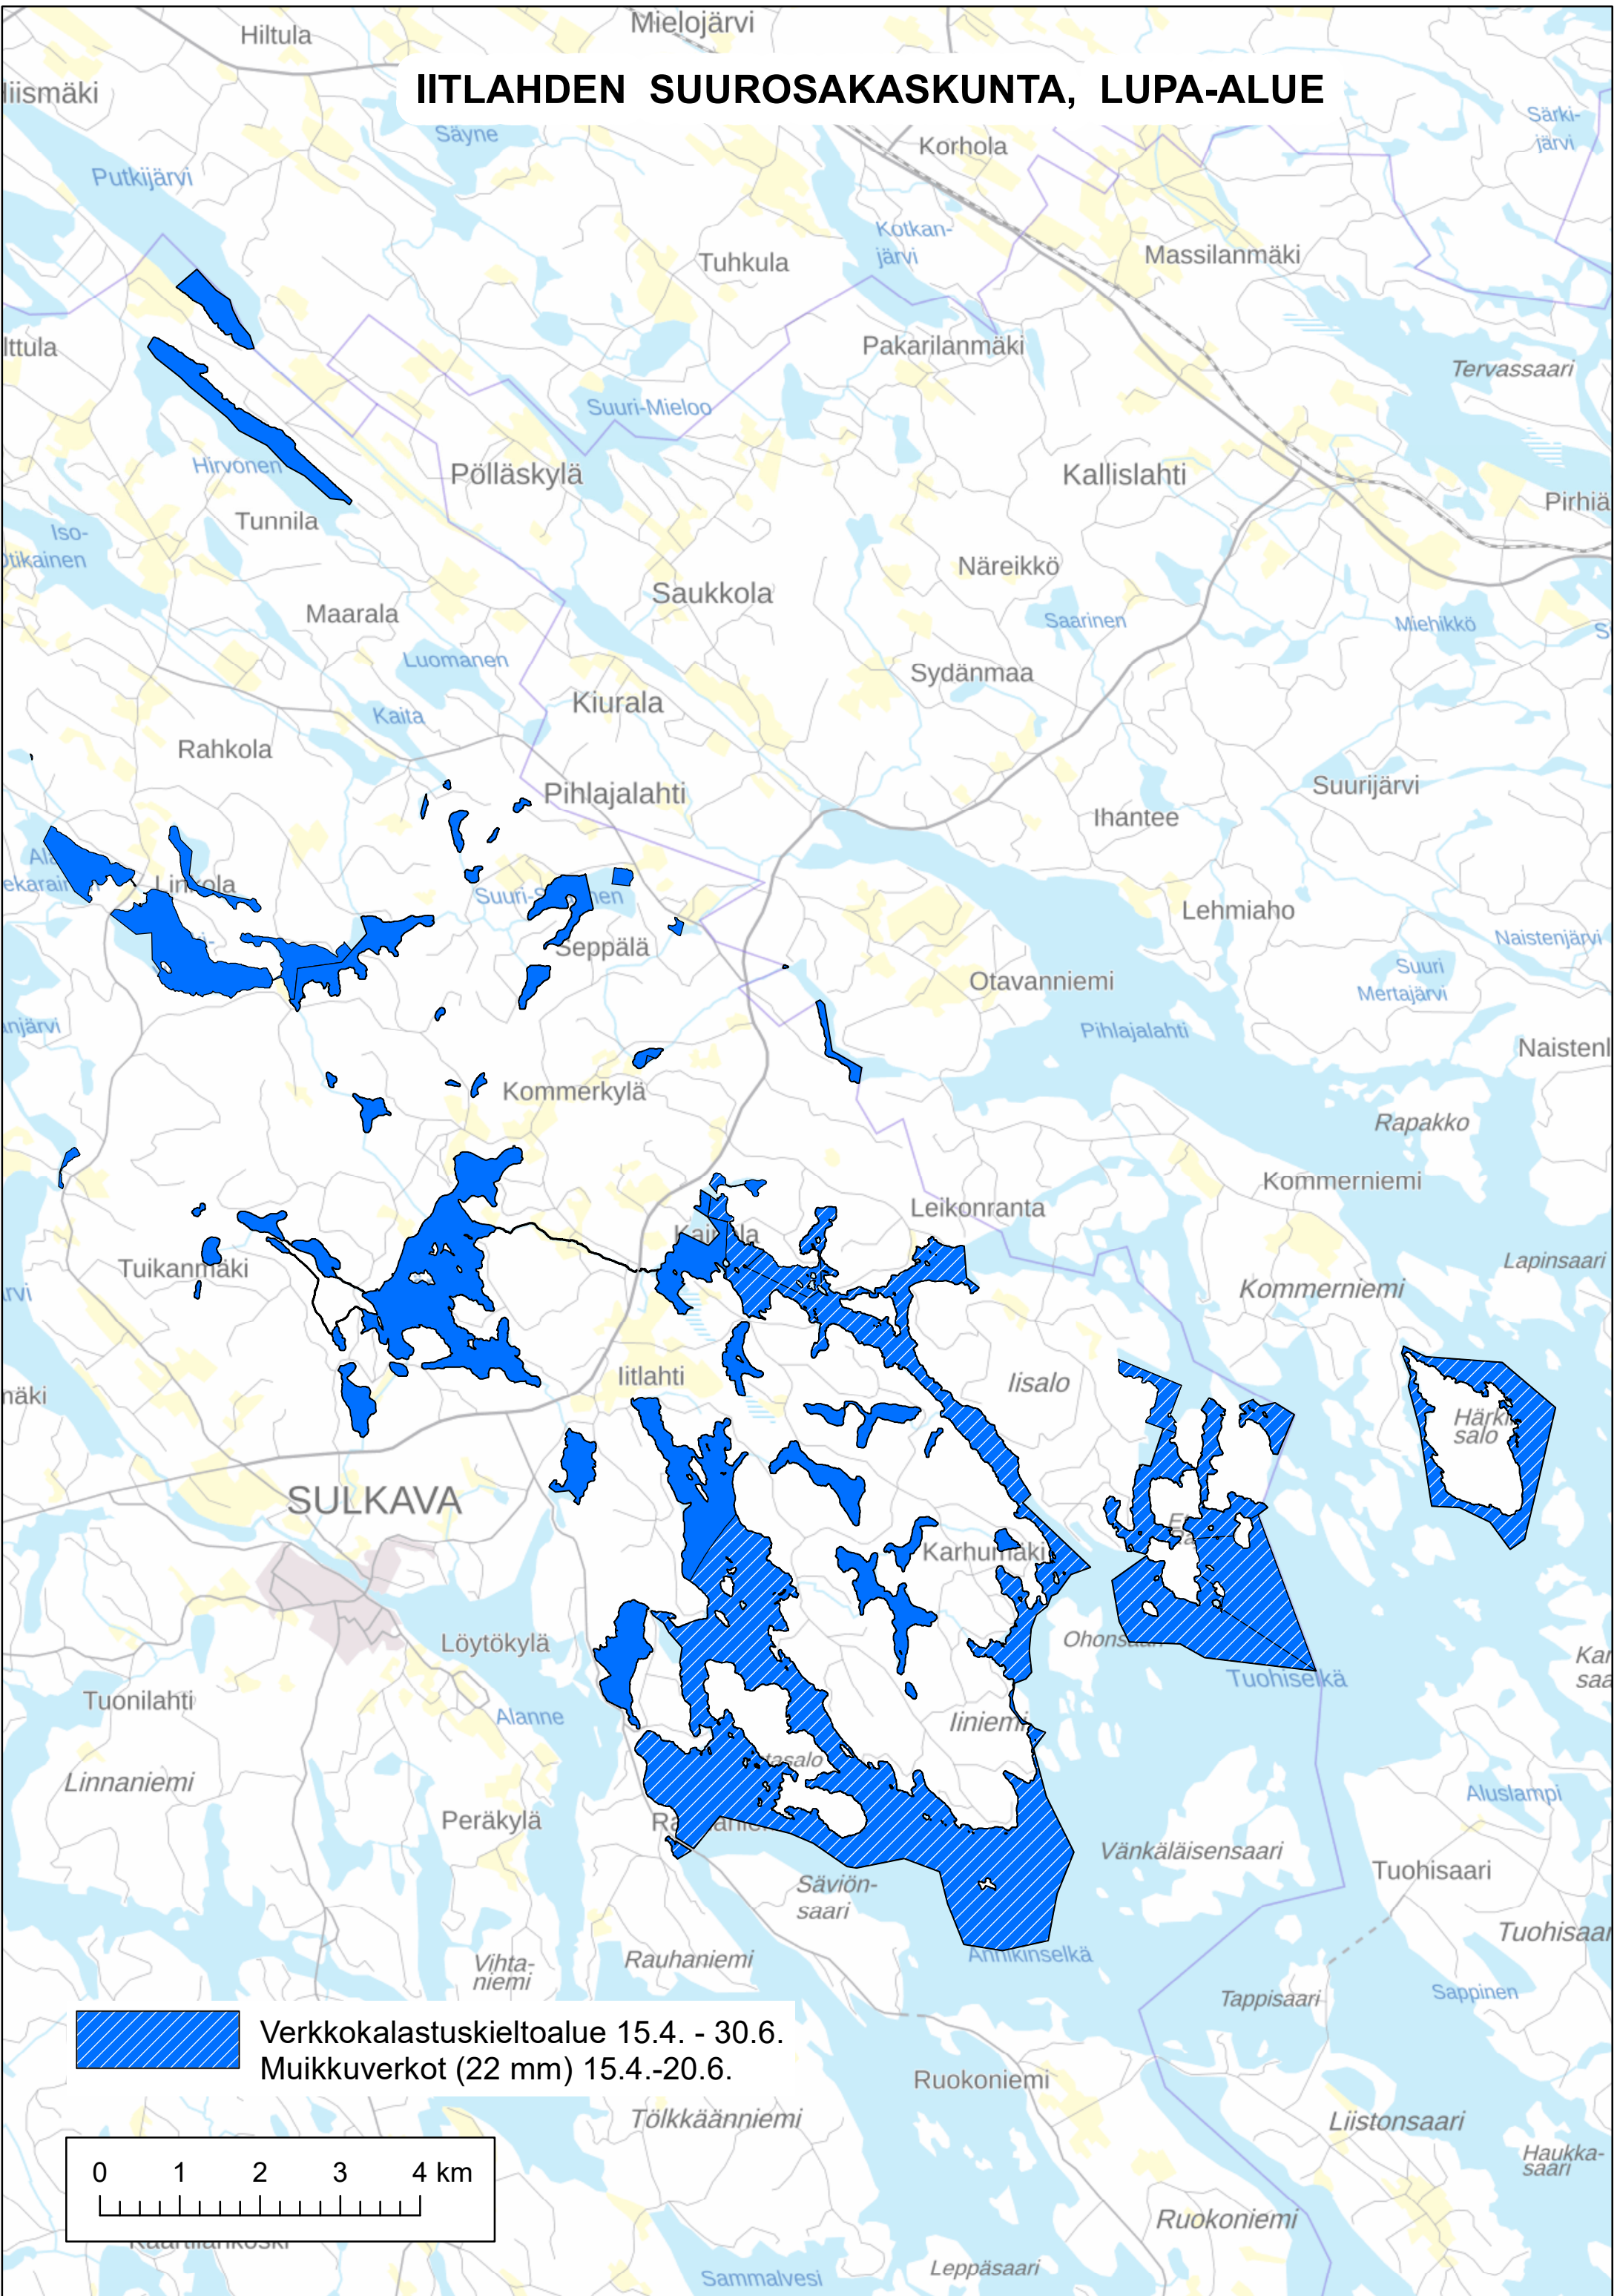 Hiltula
Mielojärvi
IITLAHDEN SUUROSAKASKUNTA, LUPA-ALUE
Säyne
Korhola
Särki-
järvi
Putkijärvi
Kotkan-
järvi
Tuhkula
Massilanmäki
Pakarilanmäki
Tervassaari
Suuri-Mieloo
Hirvonen
Pölläskylä
Kallislahti
Pirhiä
Tunnila
Iso-
Näreikkö
Saukkola
Maarala
Saarinen
Miehikkö
Luomanen
Sydänmaa
Kiurala
Kaita
Rahkola
Pihlajalahti
Suurijärvi
Ihantee
Linkola
Lehmiaho
Naistenjärvi
Seppälä
Otavanniemi
Suuri
Mertajärvi
Pihlajalahti
Naistenl
Kommerkylä
Rapakko
Kommerniemi
Leikonranta
Tuikanmäki
Lapinsaari
Kommerniemi
Iitlahti
Iisalo
Härki
salo
SULKAVA
Karhumäki
Löytökylä
Tuohiselkä
Tuonilahti
Alanne
Iiniemi
Linnaniemi
Aluslampi
Peräkylä
Vänkäläisensaari
Tuohisaari
Säviön-
saari
Tuohisaar
Annikinselkä
Rauhaniemi
Vihta-
niemi
Tappisaari
Sappinen
Verkkokalastuskieltoalue 15.4. - 30.6.
Muikkuverkot (22 mm) 15.4.-20.6.
Ruokoniemi
Tölkkäänniemi
Liistonsaari
Haukka-
saari
0 1 2 3 4 km
Ruokoniemi
Leppäsaari
Sammalvesi